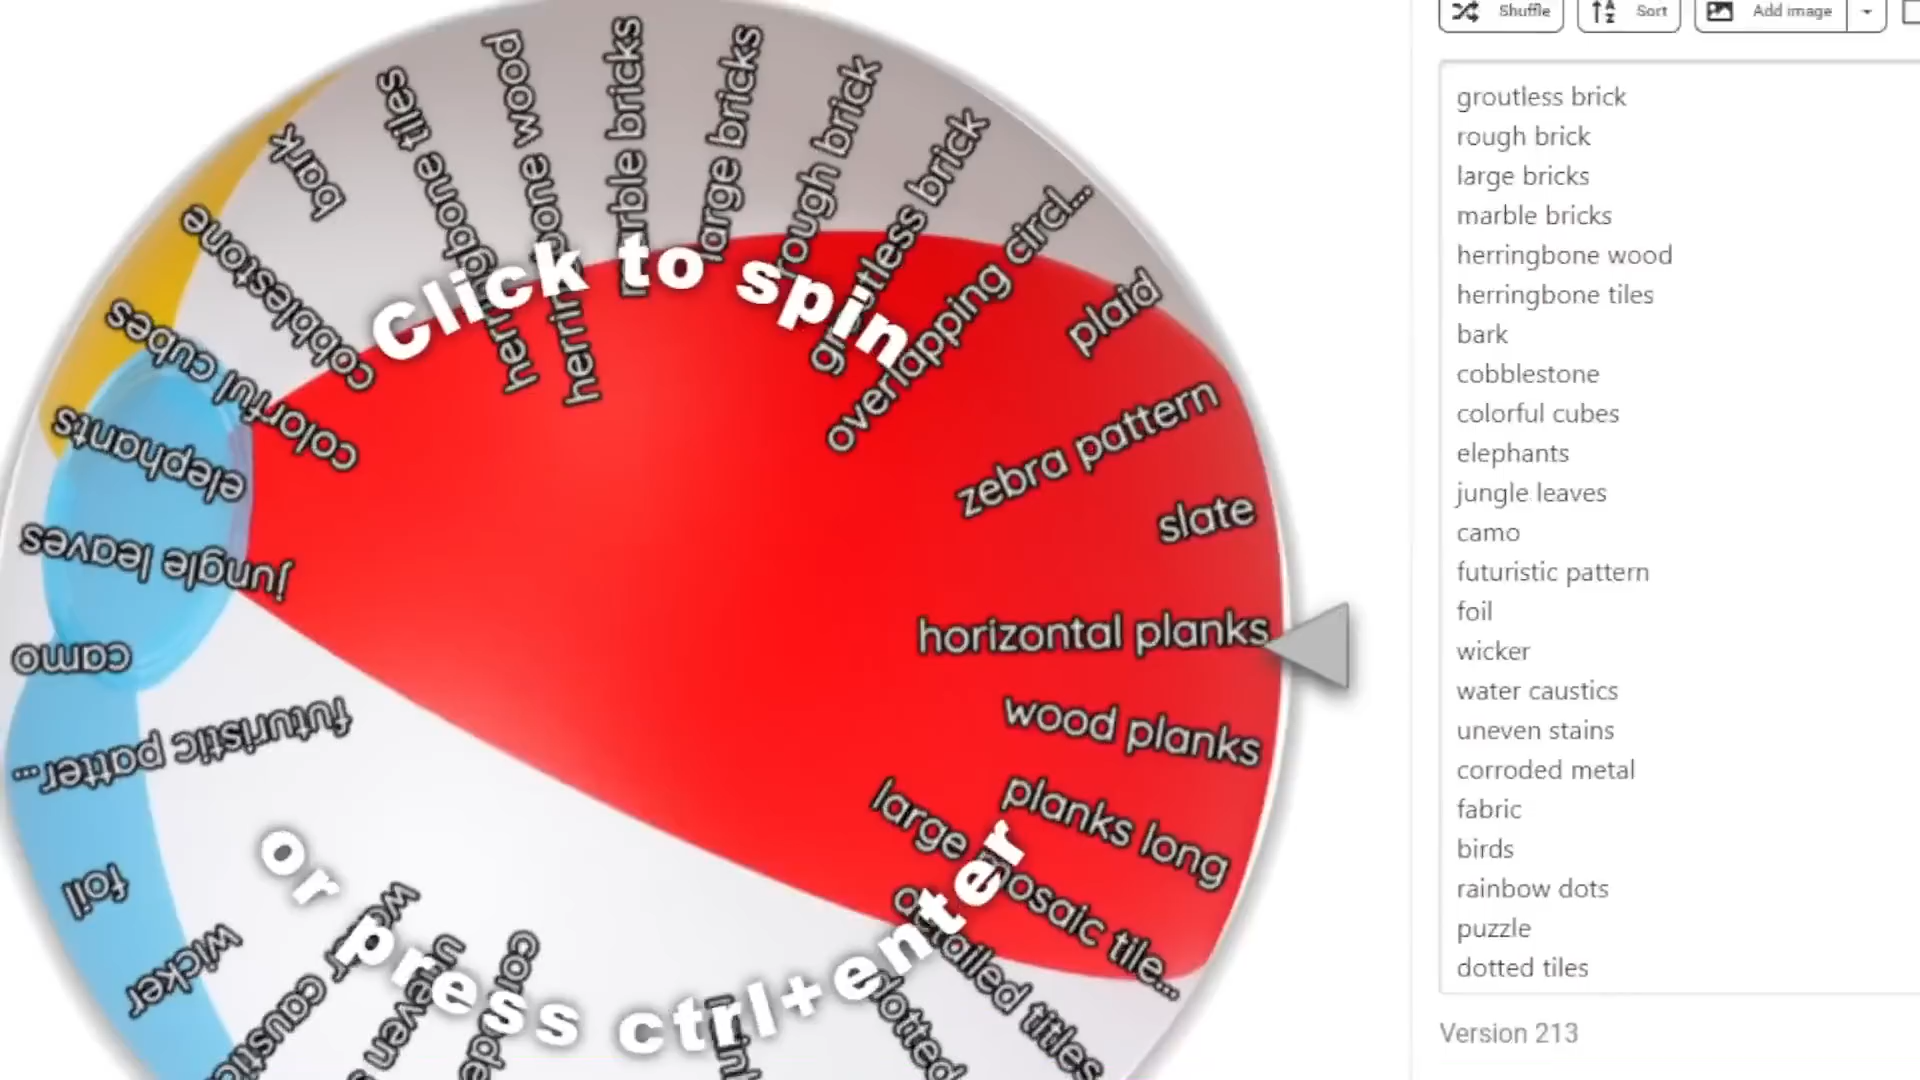 Shuffle
Sort
Add image
groutless brick
rough brick
large bricks
marble bricks
herringbone wood
herringbone tiles
bark
cobblestone
colorful cubes
elephants
jungle leaves
camo
futuristic pattern
foil
wicker
water caustics
uneven stains
corroded metal
fabric
birds
rainbow dots
puzzle
dotted tiles
Version 213
Click to spin
or press ctrl+enter
bark
herringbone tiles
herringbone wood
marble bricks
large bricks
rough brick
groutless brick
overlapping circl...
plaid
zebra pattern
slate
horizontal planks
wood planks
planks long
large mosaic tile...
detailed titles
dotted
cobblestone
colorful cubes
elephants
jungle leaves
camo
futuristic patter...
foil
wicker